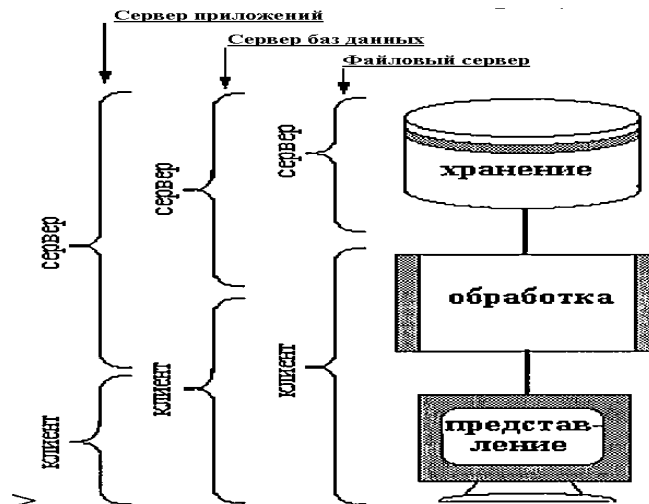 Сервер приложений
Сервер баз данных
Файловый сервер
сервер
сервер
сервер
хранение
обработка
клиент
клиент
клиент
представ-
ление